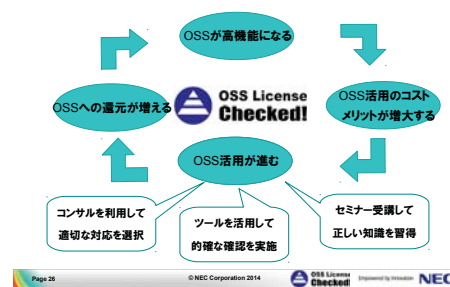 OSSが高機能になる
OSSへの還元が増える
OSS License
Checked!
OSS活用のコスト
メリットが増大する
OSS活用が進む
コンサルを利用して
適切な対応を選択
ツールを活用して
的確な確認を実施
セミナー受講して
正しい知識を習得
Page 26
© NEC Corporation 2014
OSS License
Checked!
Empowered by Innovation
NEC